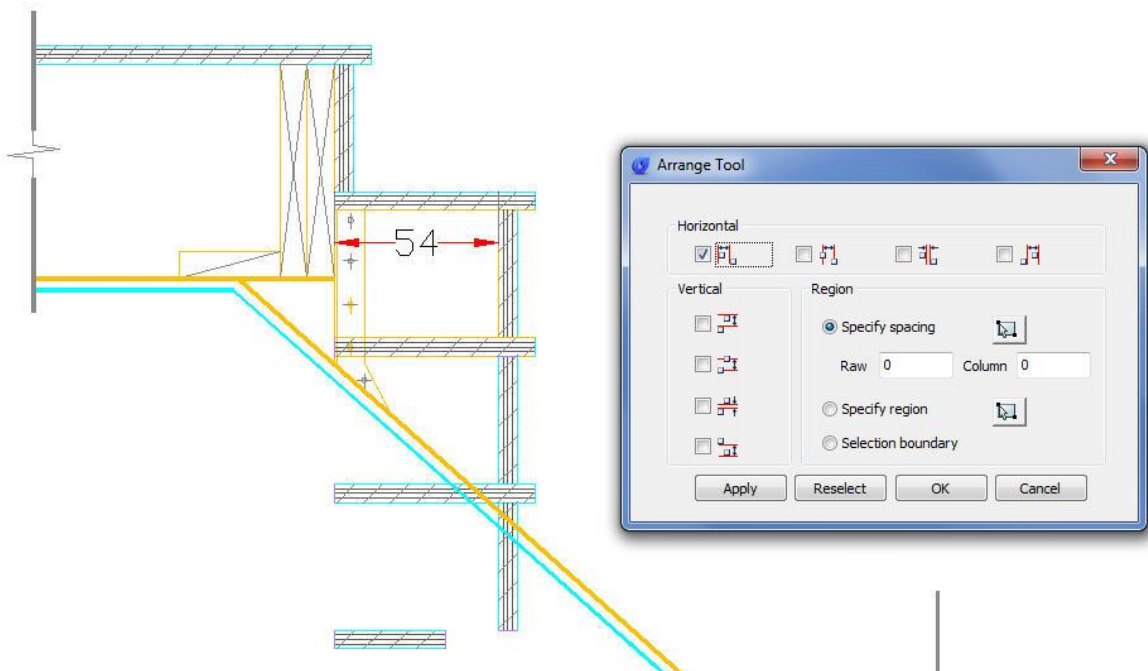 54
Arrange Tool
Horizontal
Vertical
Region
Specify spacing
Raw 0 Column 0
Specify region
Selection boundary
Apply Reselect OK Cancel